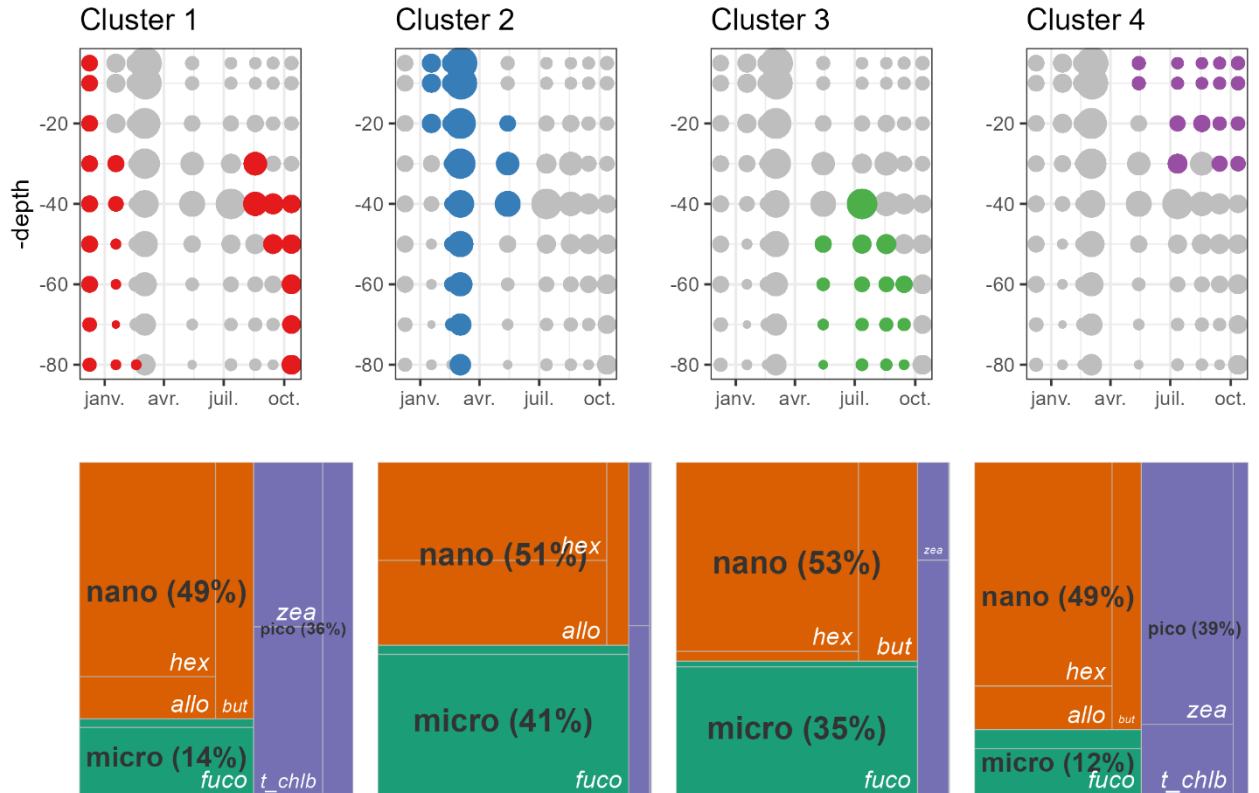 Cluster 1
Cluster 2
Cluster 3
Cluster 4
-depth
-20
-40
-60
-80
janv. avr. juil. oct.
-20
-40
-60
-80
janv. avr. juil. oct.
-20
-40
-60
-80
janv. avr. juil. oct.
-20
-40
-60
-80
janv. avr. juil. oct.
nano (49%)
hex
allo
but
micro (14%)
fuco
zea
pico (36%)
t_chlb
nano (51%)
hex
allo
micro (41%)
fuco
nano (53%)
hex
but
zea
micro (35%)
fuco
nano (49%)
hex
allo
but
micro (12%)
fuco
pico (39%)
zea
t_chlb